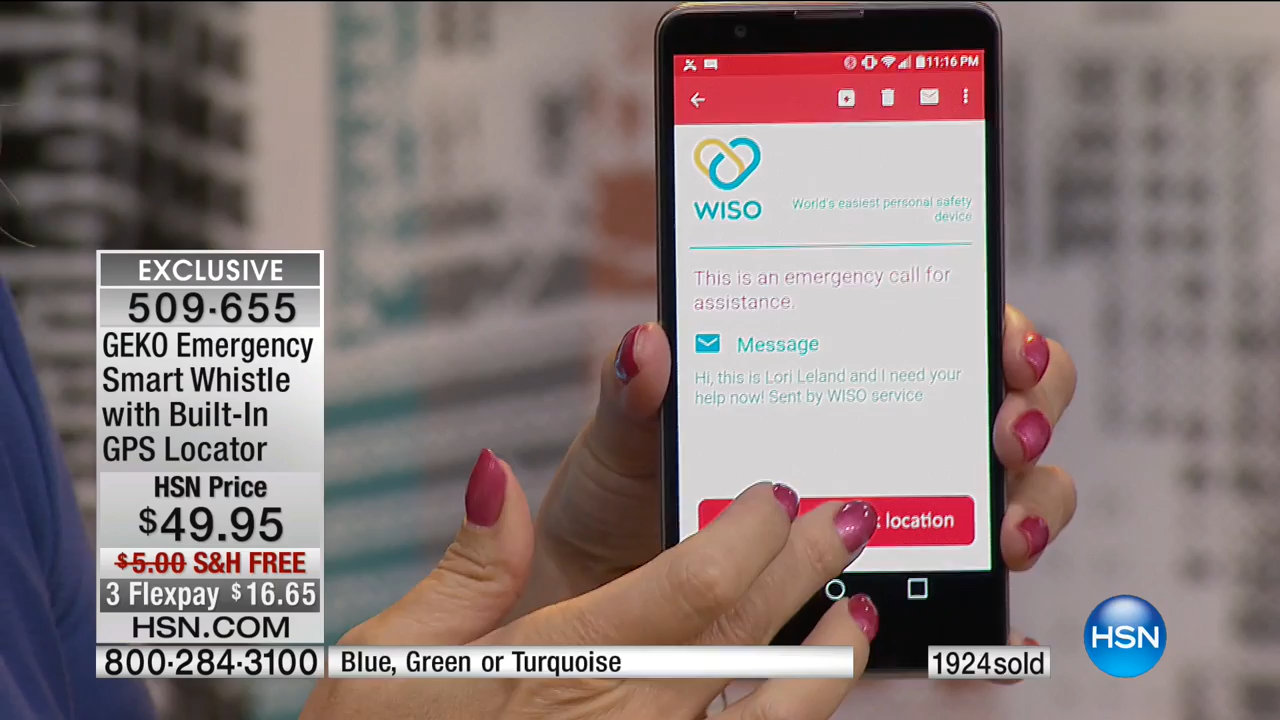 11:16 PM
WISO
World's easiest personal safety
device
This is an emergency call for
assistance.
Message
Hi, this is Lori Leland and I need your
help now! Sent by WISO service
location
EXCLUSIVE
509-655
GEKO Emergency
Smart Whistle
with Built-In
GPS Locator
HSN Price
$49.95
$5.00 S&H FREE
3 Flexpay $16.65
HSN.COM
800-284-3100
Blue, Green or Turquoise
1924sold
HSN